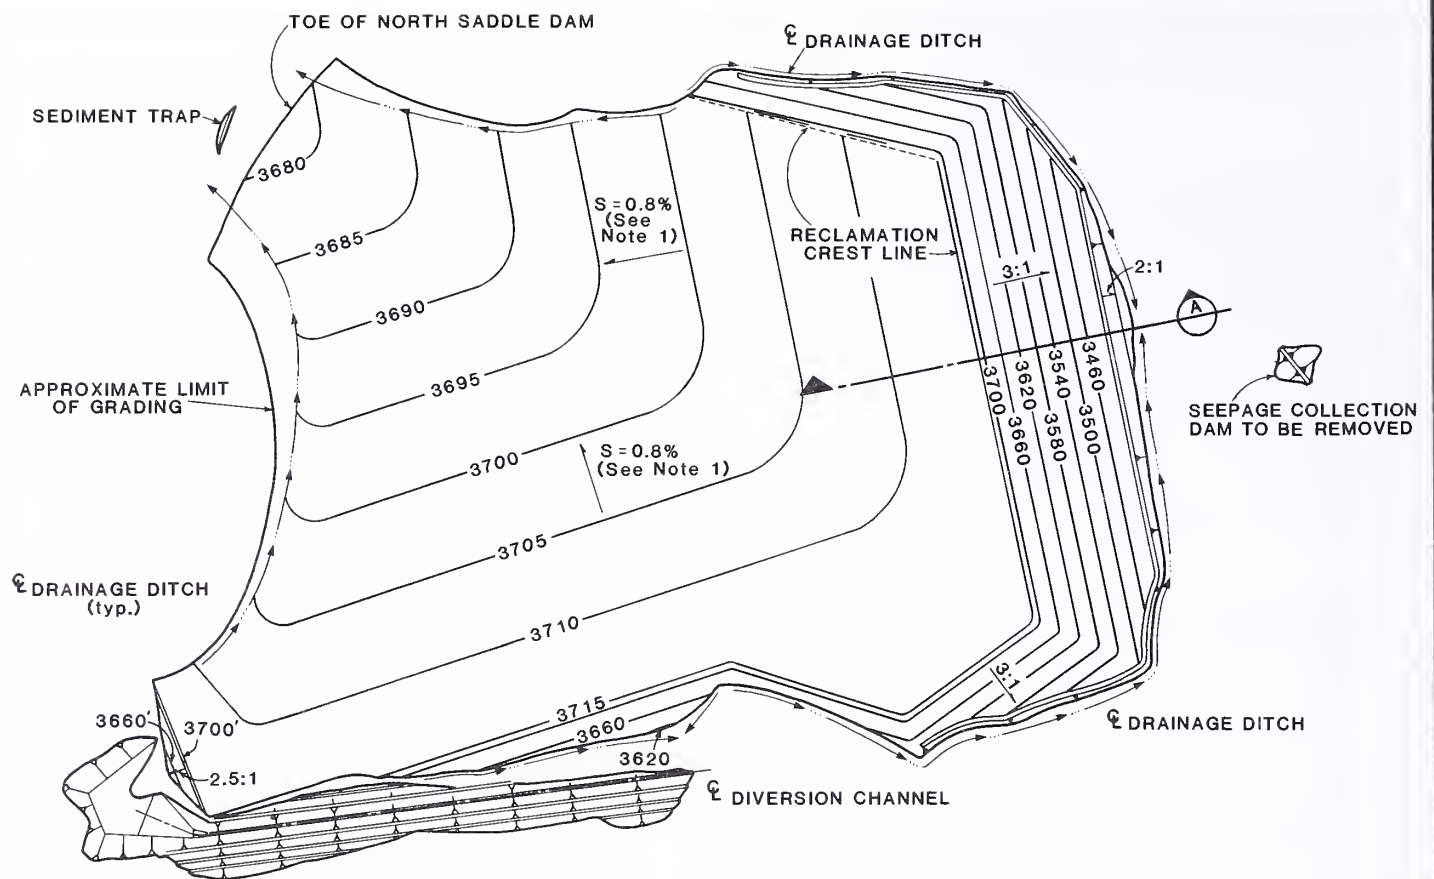 TOE OF NORTH SADDLE DAM
℄ DRAINAGE DITCH
SEDIMENT TRAP
3680
S=0.8%
(See
Note 1)
3685
RECLAMATION
CREST LINE
3:1
2:1
A
3690
3695
APPROXIMATE LIMIT
OF GRADING
3700
3620
3540
3460
3660
3580
3500
SEEPAGE COLLECTION
DAM TO BE REMOVED
3700
S=0.8%
(See Note 1)
3705
℄ DRAINAGE DITCH
(typ.)
3710
3:1
3715
3660
3620
3660'
3700'
2.5:1
℄ DRAINAGE DITCH
℄ DIVERSION CHANNEL